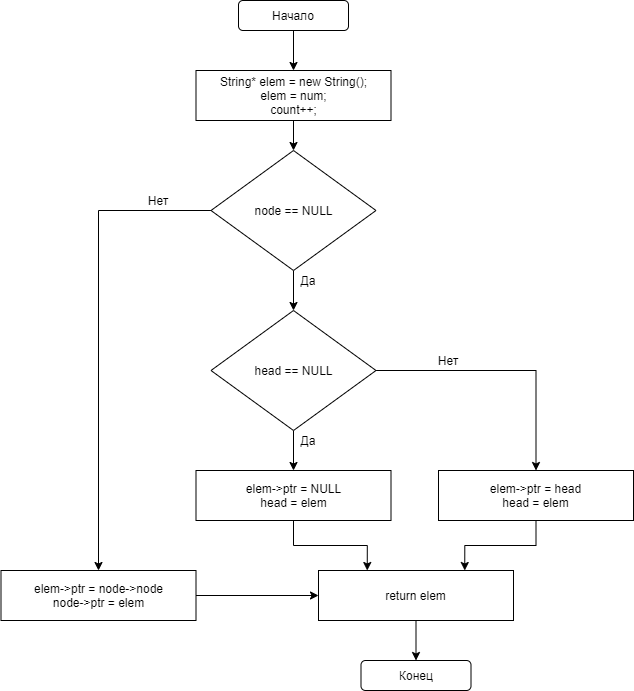 Начало
String* elem = new String();
elem = num;
count++;
node == NULL
Нет
Да
head == NULL
Нет
Да
elem->ptr = NULL
head = elem
elem->ptr = head
head = elem
elem->ptr = node->node
node->ptr = elem
return elem
Конец